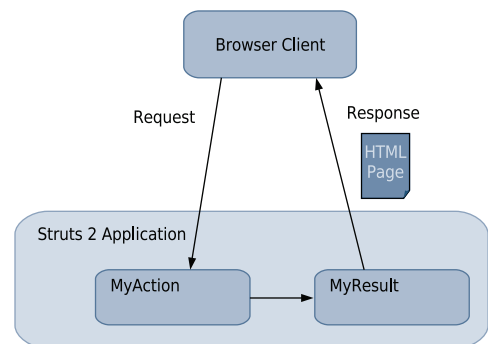 Browser Client
Request
Response
HTML
Page
Struts 2 Application
MyAction
MyResult